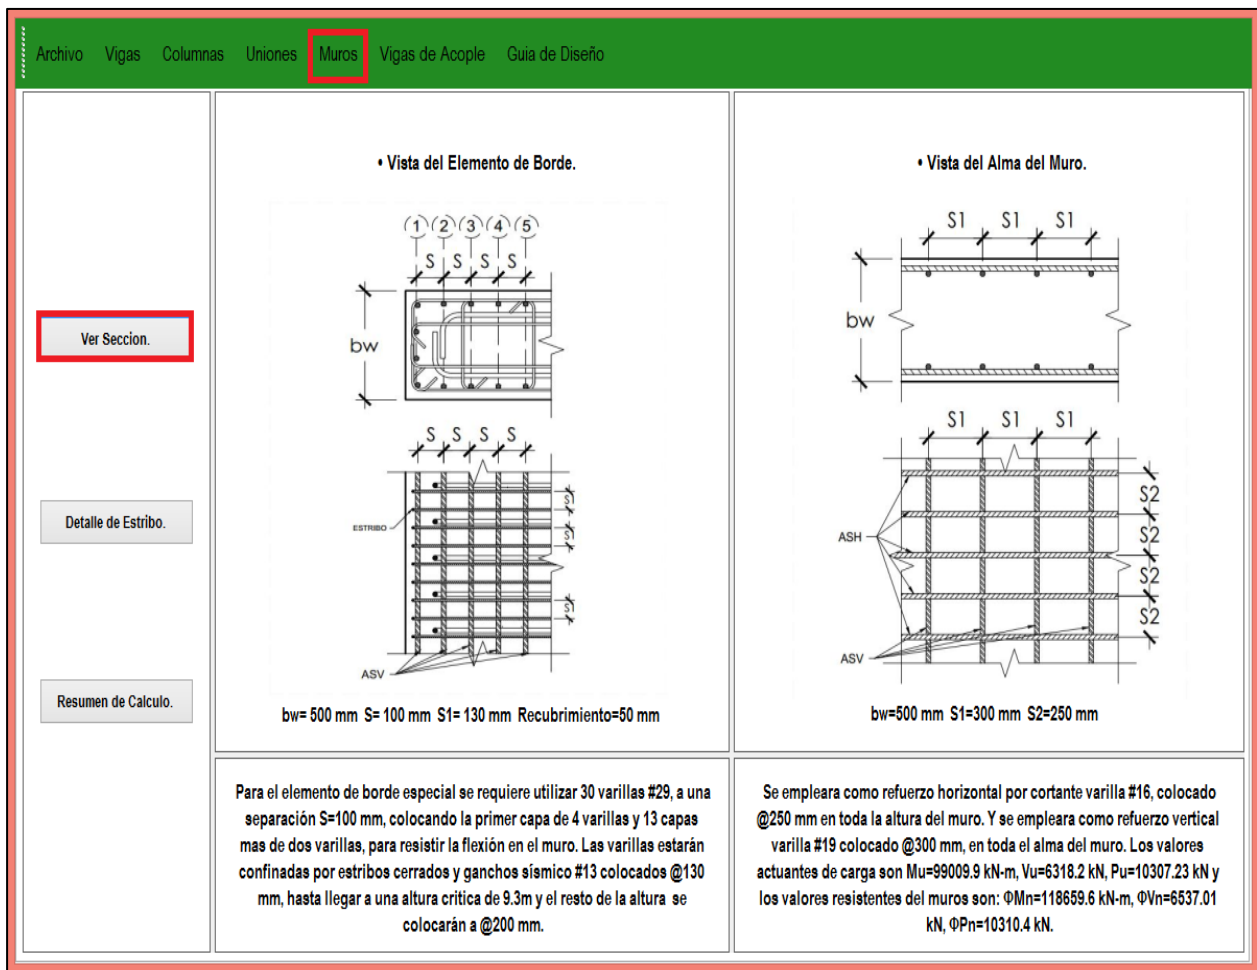 Archivo Vigas Columnas Uniones Muros Vigas de Acople Guia de Diseño
Ver Seccion.
Detalle de Estribo.
Resumen de Calculo.
• Vista del Elemento de Borde.
1 2 3 4 5
S S S S
bw
S S S S
ESTRIBO
S1
S1
S1
ASV
bw= 500 mm S= 100 mm S1= 130 mm Recubrimiento=50 mm
• Vista del Alma del Muro.
S1 S1 S1
bw
S1 S1 S1
S2
ASH
S2
S2
S2
ASV
bw=500 mm S1=300 mm S2=250 mm
Para el elemento de borde especial se requiere utilizar 30 varillas #29, a una
separación S=100 mm, colocando la primer capa de 4 varillas y 13 capas
mas de dos varillas, para resistir la flexión en el muro. Las varillas estarán
confinadas por estribos cerrados y ganchos sísmico #13 colocados @130
mm, hasta llegar a una altura critica de 9.3m y el resto de la altura se
colocarán a @200 mm.
Se empleara como refuerzo horizontal por cortante varilla #16, colocado
@250 mm en toda la altura del muro. Y se empleara como refuerzo vertical
varilla #19 colocado @300 mm, en toda el alma del muro. Los valores
actuantes de carga son Mu=99009.9 kN-m, Vu=6318.2 kN, Pu=10307.23 kN y
los valores resistentes del muros son: ΦMn=118659.6 kN-m, ΦVn=6537.01
kN, ΦPn=10310.4 kN.